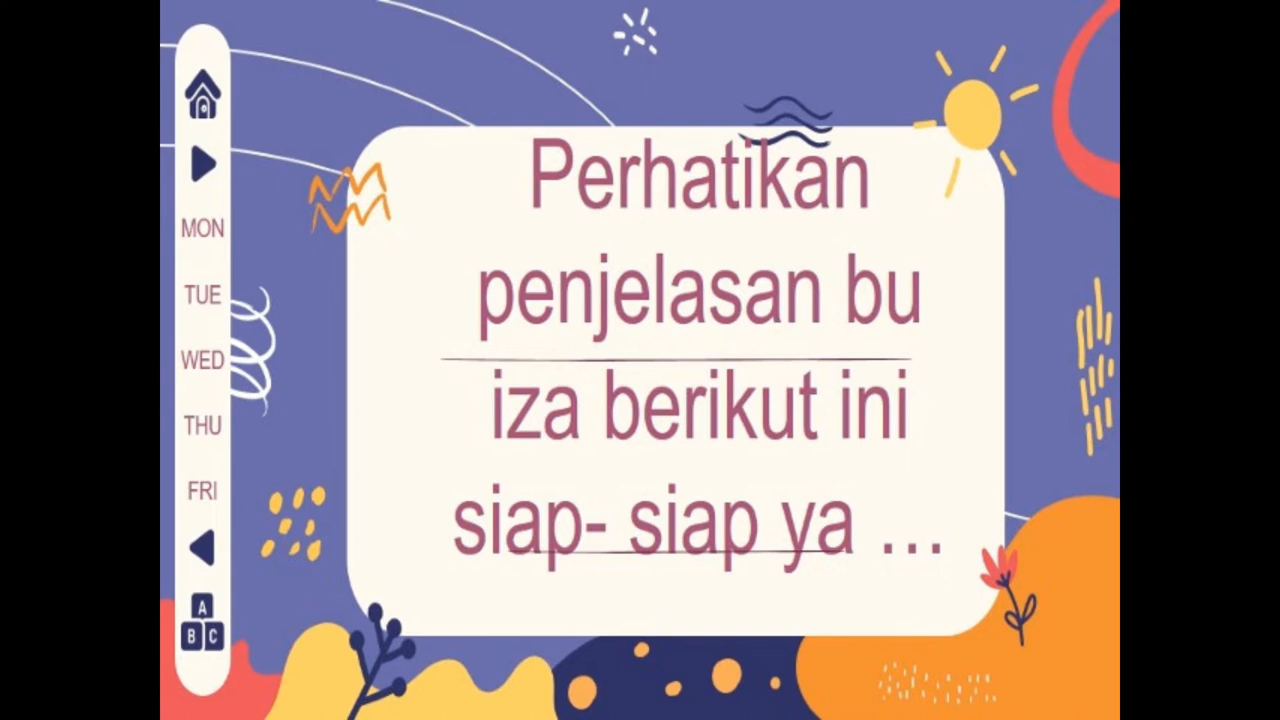 MON
TUE
WED
THU
FRI
A
B C
Perhatikan
penjelasan bu
iza berikut ini
siap- siap ya ...